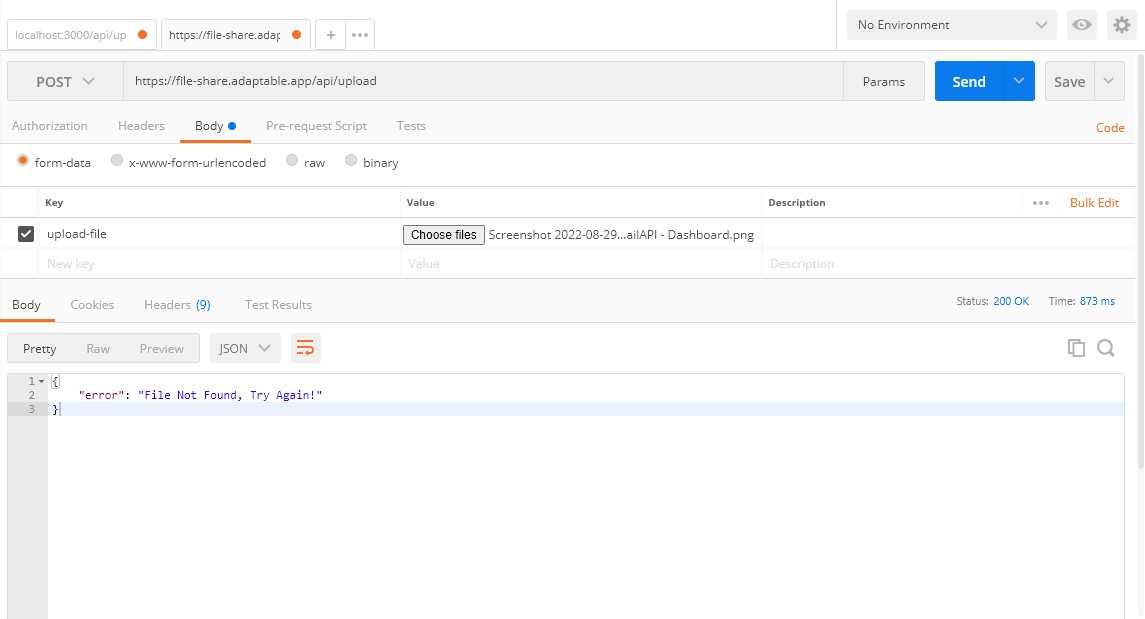 localhost:3000/api/up
https://file-share.adap
+
No Environment
POST
https://file-share.adaptable.app/api/upload
Params
Send
Save
Authorization
Headers
Body
Pre-request Script
Tests
Code
form-data
x-www-form-urlencoded
raw
binary
Key
Value
Description
Bulk Edit
upload-file
Choose files Screenshot 2022-08-29...ailAPI - Dashboard.png
New key
Value
Description
Body
Cookies
Headers (9)
Test Results
Status: 200 OK
Time: 873 ms
Pretty
Raw
Preview
JSON
1 {
2 "error": "File Not Found, Try Again!"
3 }